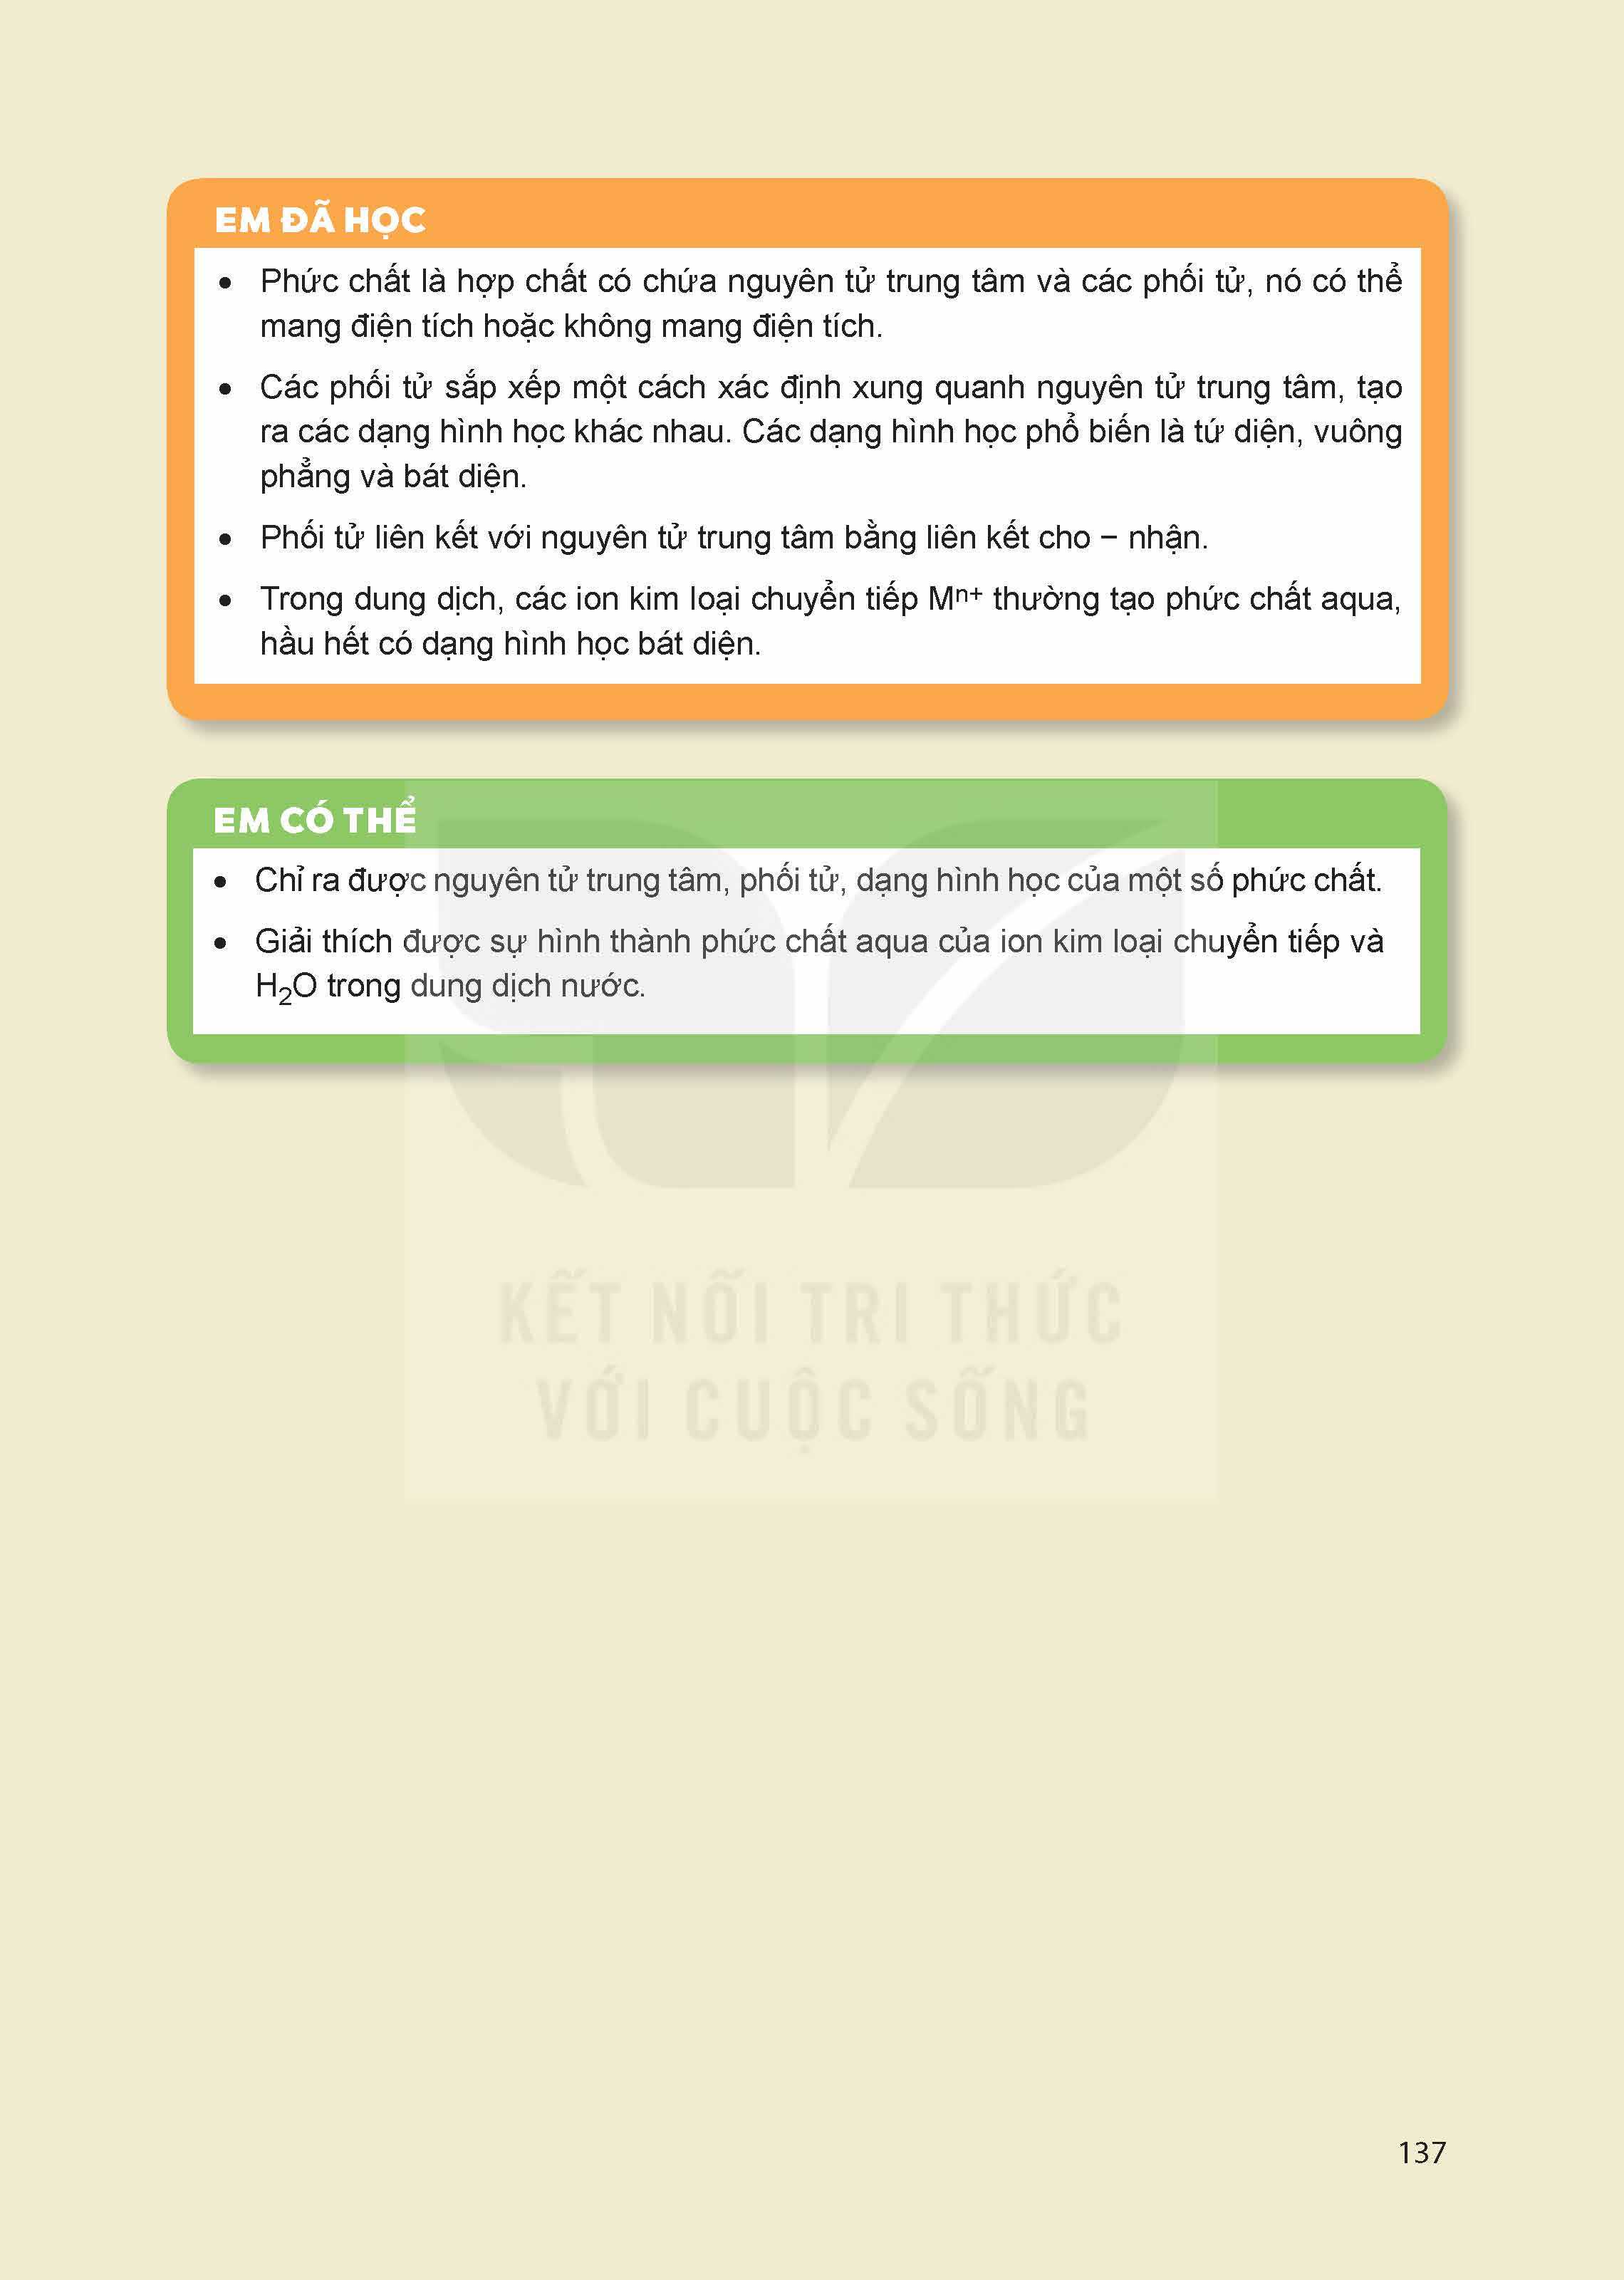 EM ĐÃ HỌC
• Phức chất là hợp chất có chứa nguyên tử trung tâm và các phối tử, nó có thể
mang điện tích hoặc không mang điện tích.
• Các phối tử sắp xếp một cách xác định xung quanh nguyên tử trung tâm, tạo
ra các dạng hình học khác nhau. Các dạng hình học phổ biến là tứ diện, vuông
phẳng và bát diện.
• Phối tử liên kết với nguyên tử trung tâm bằng liên kết cho – nhận.
• Trong dung dịch, các ion kim loại chuyển tiếp Mⁿ⁺ thường tạo phức chất aqua,
hầu hết có dạng hình học bát diện.
EM CÓ THỂ
• Chỉ ra được nguyên tử trung tâm, phối tử, dạng hình học của một số phức chất.
• Giải thích được sự hình thành phức chất aqua của ion kim loại chuyển tiếp và
H₂O trong dung dịch nước.
KẾT NỐI TRI THỨC
VỚI CUỘC SỐNG
137